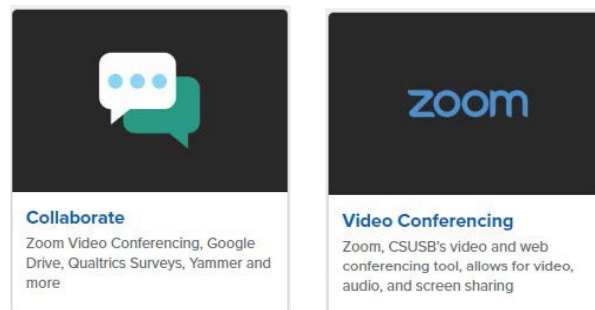 Collaborate
Zoom Video Conferencing, Google
Drive, Qualtrics Surveys, Yammer and
more
zoom
Video Conferencing
Zoom, CSUSB's video and web
conferencing tool, allows for video,
audio, and screen sharing